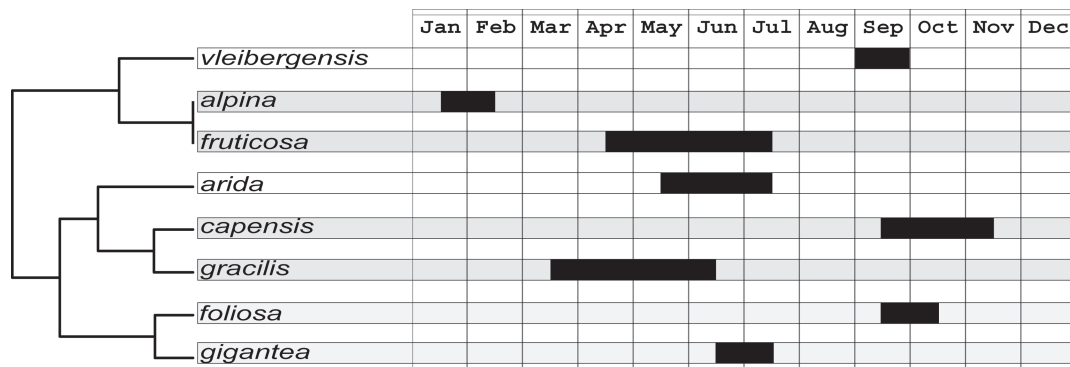 Jan Feb Mar Apr May Jun Jul Aug Sep Oct Nov Dec
vleibergensis
alpina
fruticosa
arida
capensis
gracilis
foliosa
gigantea